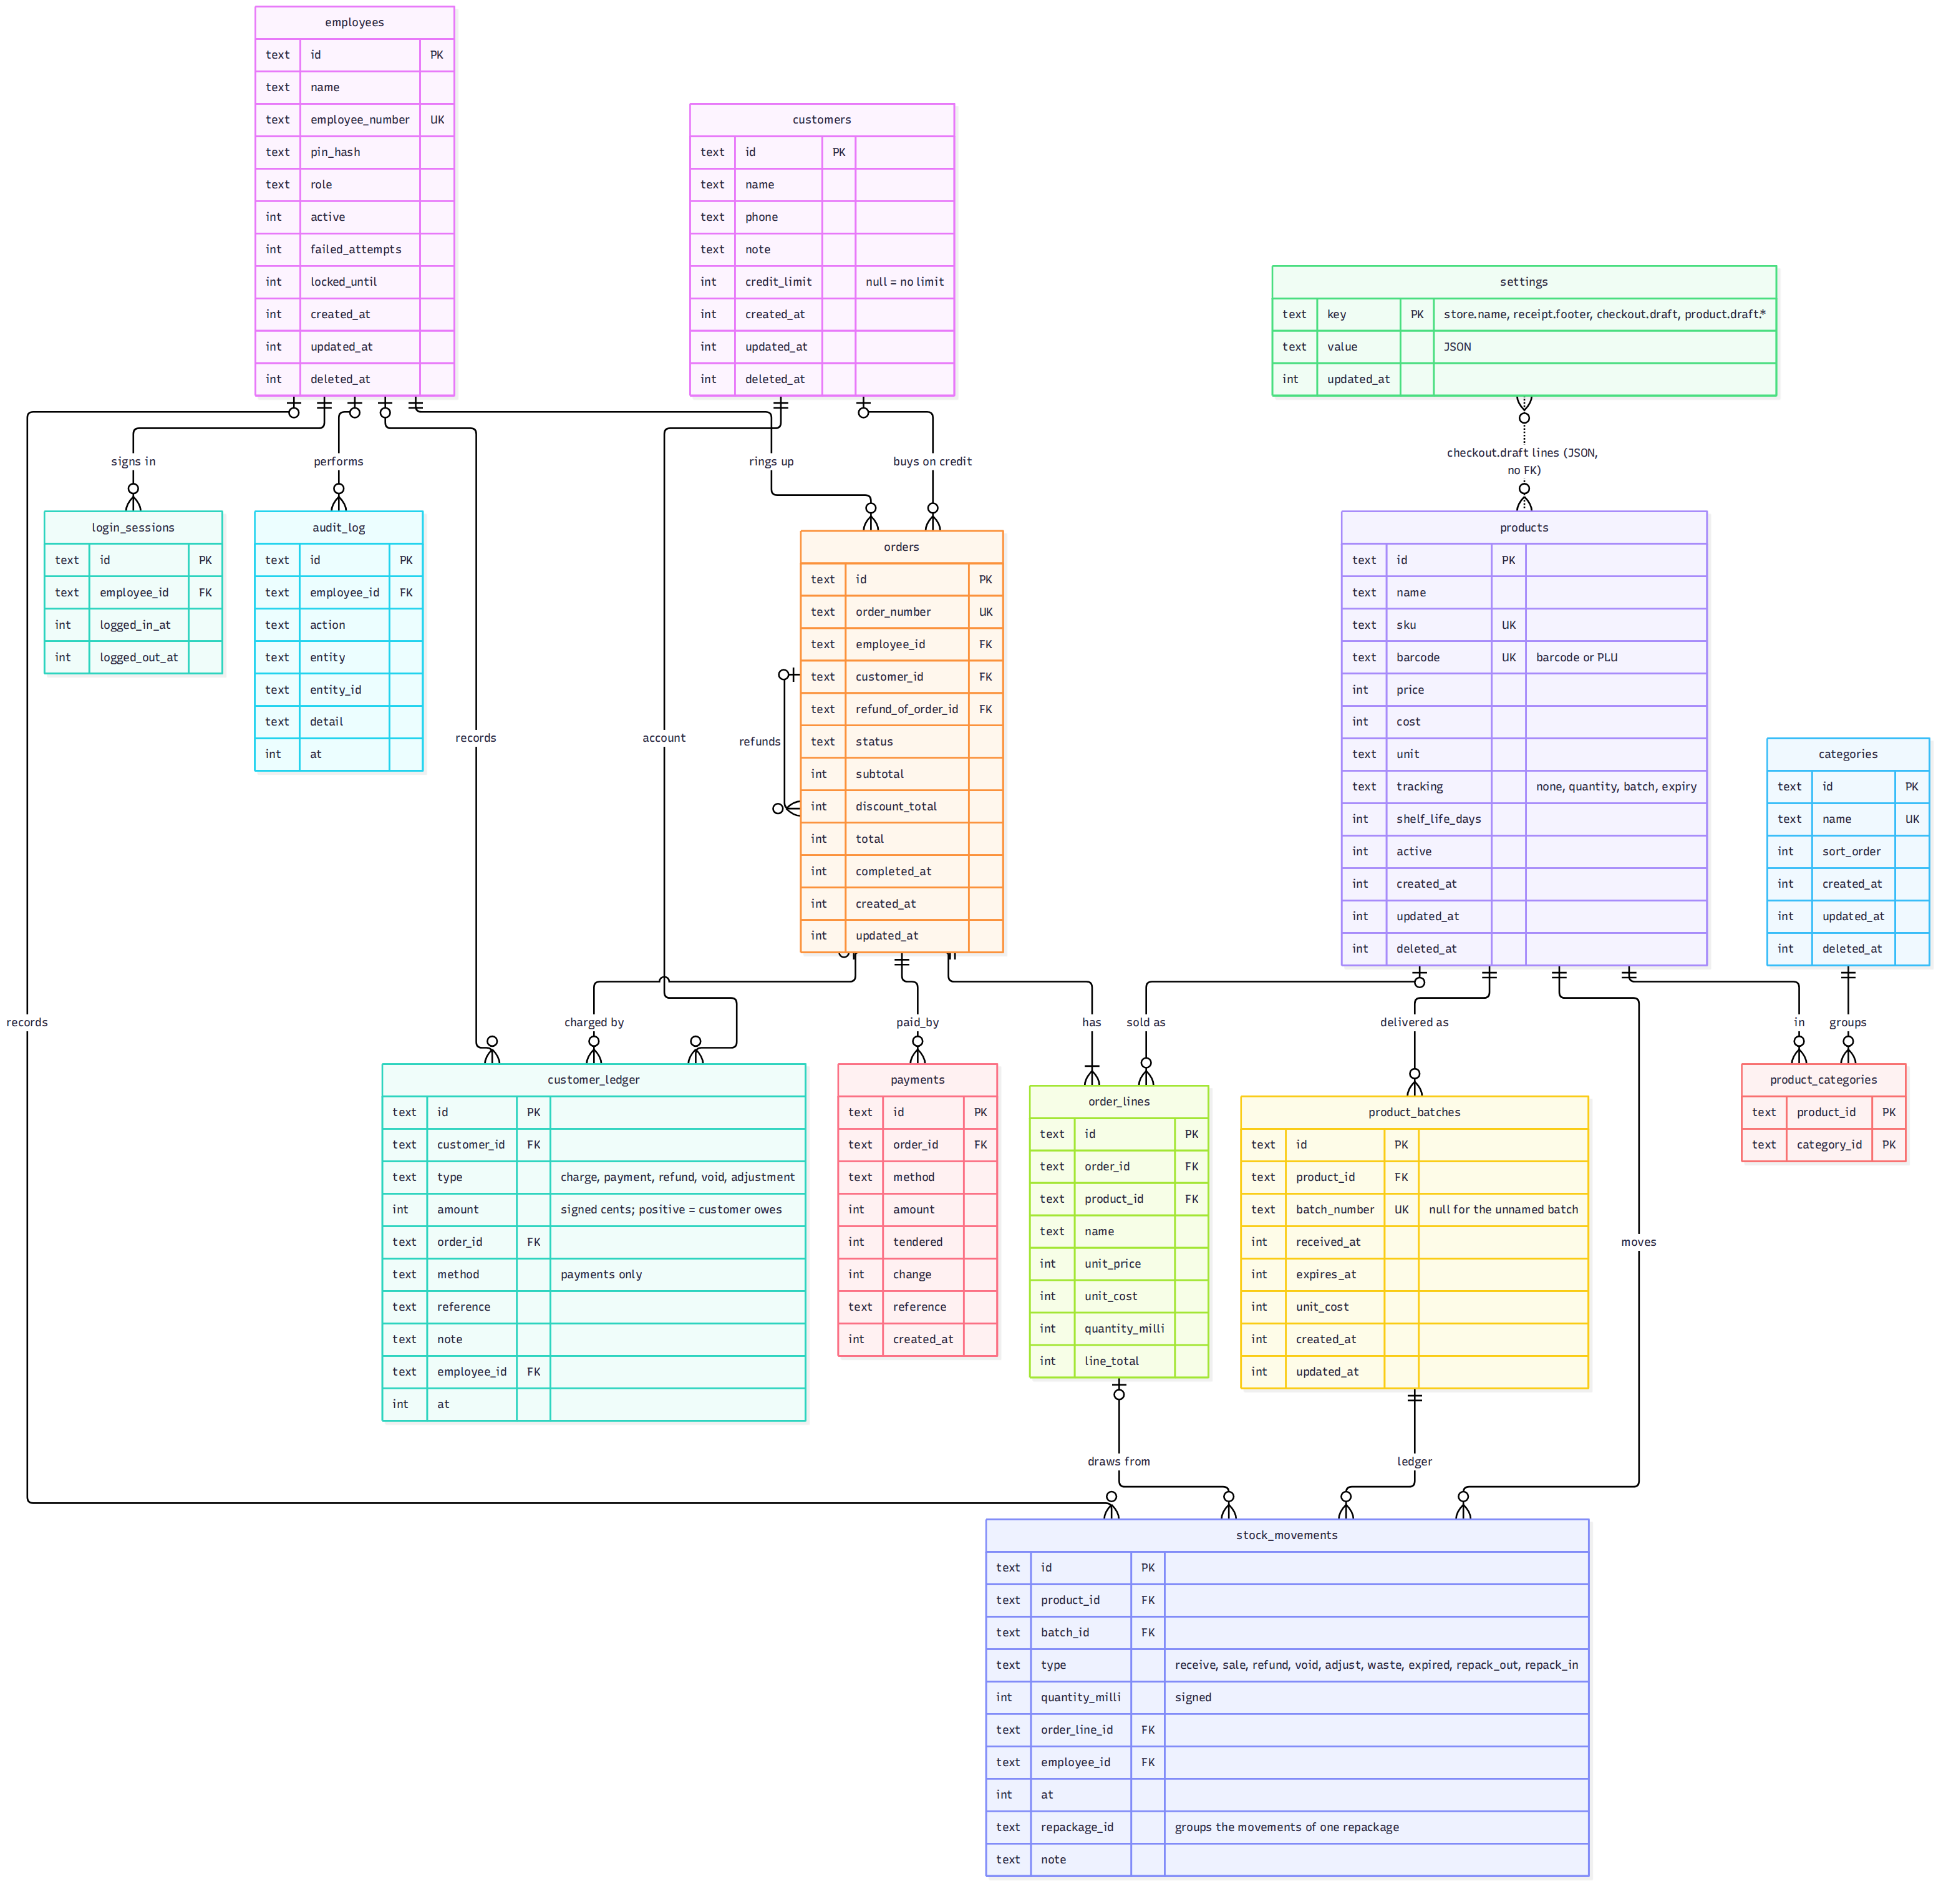 employees
text id PK
text name
text employee_number UK
text pin_hash
text role
int active
int failed_attempts
int locked_until
int created_at
int updated_at
int deleted_at
customers
text id PK
text name
text phone
text note
int credit_limit null = no limit
int created_at
int updated_at
int deleted_at
settings
text key PK store.name, receipt.footer, checkout.draft, product.draft.*
text value JSON
int updated_at
signs in
performs
rings up
buys on credit
checkout.draft lines (JSON,
no FK)
login_sessions
text id PK
text employee_id FK
int logged_in_at
int logged_out_at
audit_log
text id PK
text employee_id FK
text action
text entity
text entity_id
text detail
int at
orders
text id PK
text order_number UK
text employee_id FK
text customer_id FK
text refund_of_order_id FK
text status
int subtotal
int discount_total
int total
int completed_at
int created_at
int updated_at
products
text id PK
text name
text sku UK
text barcode UK barcode or PLU
int price
int cost
text unit
text tracking none, quantity, batch, expiry
int shelf_life_days
int active
int created_at
int updated_at
int deleted_at
categories
text id PK
text name UK
int sort_order
int created_at
int updated_at
int deleted_at
records
account
refunds
records
charged by
paid_by
has
sold as
delivered as
in
groups
customer_ledger
text id PK
text customer_id FK
text type charge, payment, refund, void, adjustment
int amount signed cents; positive = customer owes
text order_id FK
text method payments only
text reference
text note
text employee_id FK
int at
payments
text id PK
text order_id FK
text method
int amount
int tendered
int change
text reference
int created_at
order_lines
text id PK
text order_id FK
text product_id FK
text name
int unit_price
int unit_cost
int quantity_milli
int line_total
product_batches
text id PK
text product_id FK
text batch_number UK null for the unnamed batch
int received_at
int expires_at
int unit_cost
int created_at
int updated_at
product_categories
text product_id PK
text category_id PK
moves
draws from
ledger
stock_movements
text id PK
text product_id FK
text batch_id FK
text type receive, sale, refund, void, adjust, waste, expired, repack_out, repack_in
int quantity_milli signed
text order_line_id FK
text employee_id FK
int at
text repackage_id groups the movements of one repackage
text note